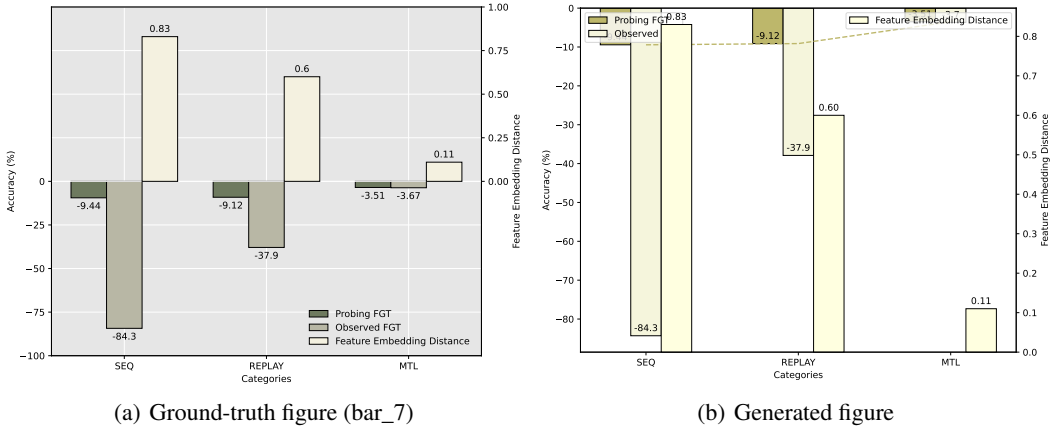 0.83
0.6
0.11
-9.44
-9.12
-3.51
-3.67
-37.9
-84.3
0
−25
−50
−75
−100
Accuracy (%)
1.00
0.75
0.50
0.25
0.00
Feature Embedding Distance
Probing FGT
Observed FGT
Feature Embedding Distance
SEQ
REPLAY
MTL
Categories
(a) Ground-truth figure (bar_7)
0
−10
−20
−30
−40
−50
−60
−70
−80
Accuracy (%)
Probing FGT
Observed
0.83
Feature Embedding Distance
-9.12
-37.9
0.60
-84.3
0.11
0.8
0.7
0.6
0.5
0.4
0.3
0.2
0.1
0.0
Feature Embedding Distance
SEQ
REPLAY
MTL
Categories
(b) Generated figure